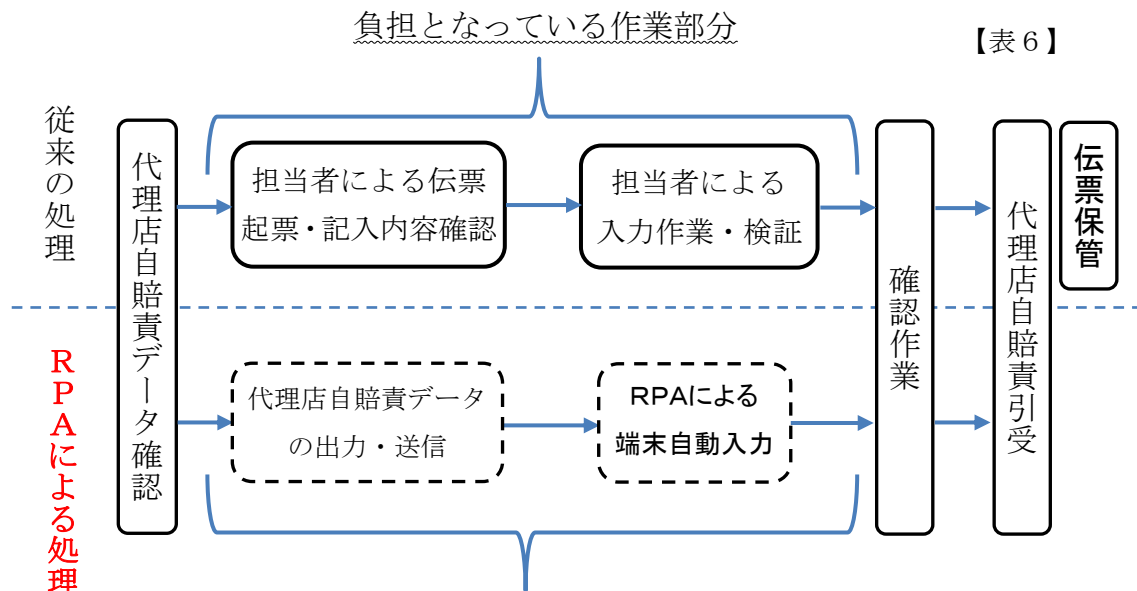 負担となっている作業部分
【表６】
従来の処理
代理店自賠責データ確認
担当者による伝票
起票・記入内容確認
担当者による
入力作業・検証
確認作業
代理店自賠責引受
伝票保管
ＲＰＡによる処理
代理店自賠責データ
の出力・送信
RPAによる
端末自動入力